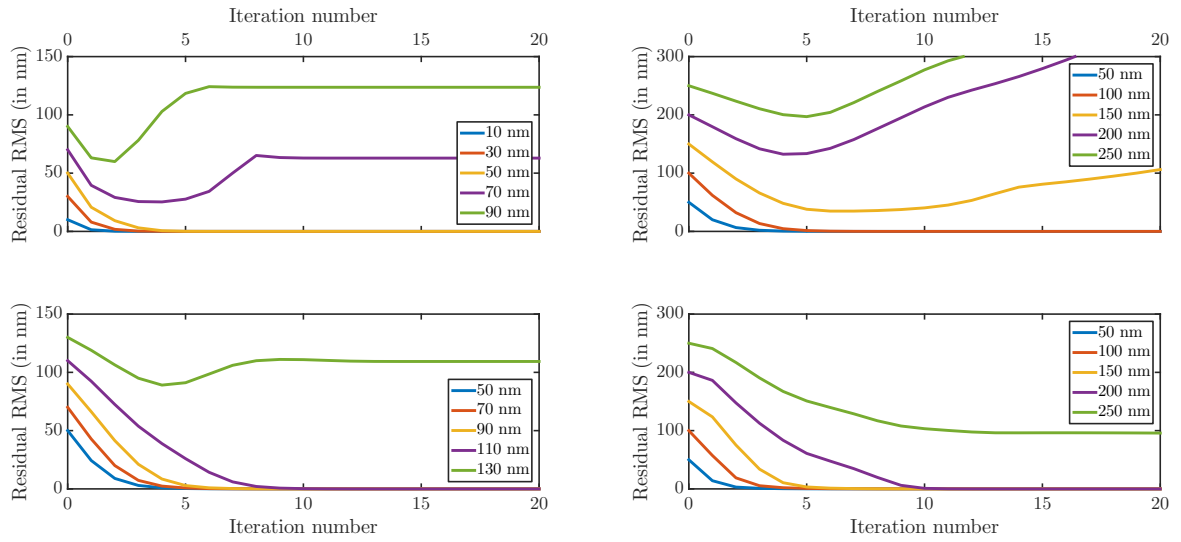 Iteration number
0 5 10 15 20
150
100
50
0
Residual RMS (in nm)
10 nm
30 nm
50 nm
70 nm
90 nm
Iteration number
0 5 10 15 20
300
200
100
0
Residual RMS (in nm)
50 nm
100 nm
150 nm
200 nm
250 nm
150
100
50
0
Residual RMS (in nm)
50 nm
70 nm
90 nm
110 nm
130 nm
0 5 10 15 20
Iteration number
300
200
100
0
Residual RMS (in nm)
50 nm
100 nm
150 nm
200 nm
250 nm
0 5 10 15 20
Iteration number